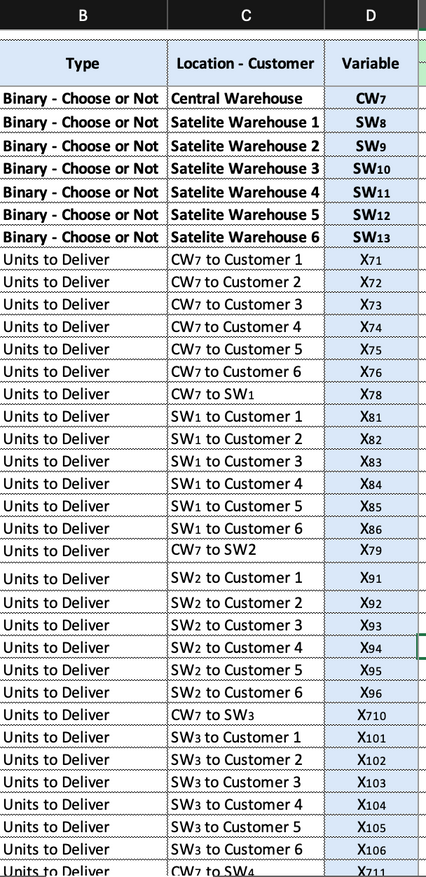 B C D
Type Location - Customer Variable
Binary - Choose or Not Central Warehouse CW7
Binary - Choose or Not Satelite Warehouse 1 SW8
Binary - Choose or Not Satelite Warehouse 2 SW9
Binary - Choose or Not Satelite Warehouse 3 SW10
Binary - Choose or Not Satelite Warehouse 4 SW11
Binary - Choose or Not Satelite Warehouse 5 SW12
Binary - Choose or Not Satelite Warehouse 6 SW13
Units to Deliver CW7 to Customer 1 X71
Units to Deliver CW7 to Customer 2 X72
Units to Deliver CW7 to Customer 3 X73
Units to Deliver CW7 to Customer 4 X74
Units to Deliver CW7 to Customer 5 X75
Units to Deliver CW7 to Customer 6 X76
Units to Deliver CW7 to SW1 X78
Units to Deliver SW1 to Customer 1 X81
Units to Deliver SW1 to Customer 2 X82
Units to Deliver SW1 to Customer 3 X83
Units to Deliver SW1 to Customer 4 X84
Units to Deliver SW1 to Customer 5 X85
Units to Deliver SW1 to Customer 6 X86
Units to Deliver CW7 to SW2 X79
Units to Deliver SW2 to Customer 1 X91
Units to Deliver SW2 to Customer 2 X92
Units to Deliver SW2 to Customer 3 X93
Units to Deliver SW2 to Customer 4 X94
Units to Deliver SW2 to Customer 5 X95
Units to Deliver SW2 to Customer 6 X96
Units to Deliver CW7 to SW3 X710
Units to Deliver SW3 to Customer 1 X101
Units to Deliver SW3 to Customer 2 X102
Units to Deliver SW3 to Customer 3 X103
Units to Deliver SW3 to Customer 4 X104
Units to Deliver SW3 to Customer 5 X105
Units to Deliver SW3 to Customer 6 X106
Units to Deliver CW7 to SW4 X711